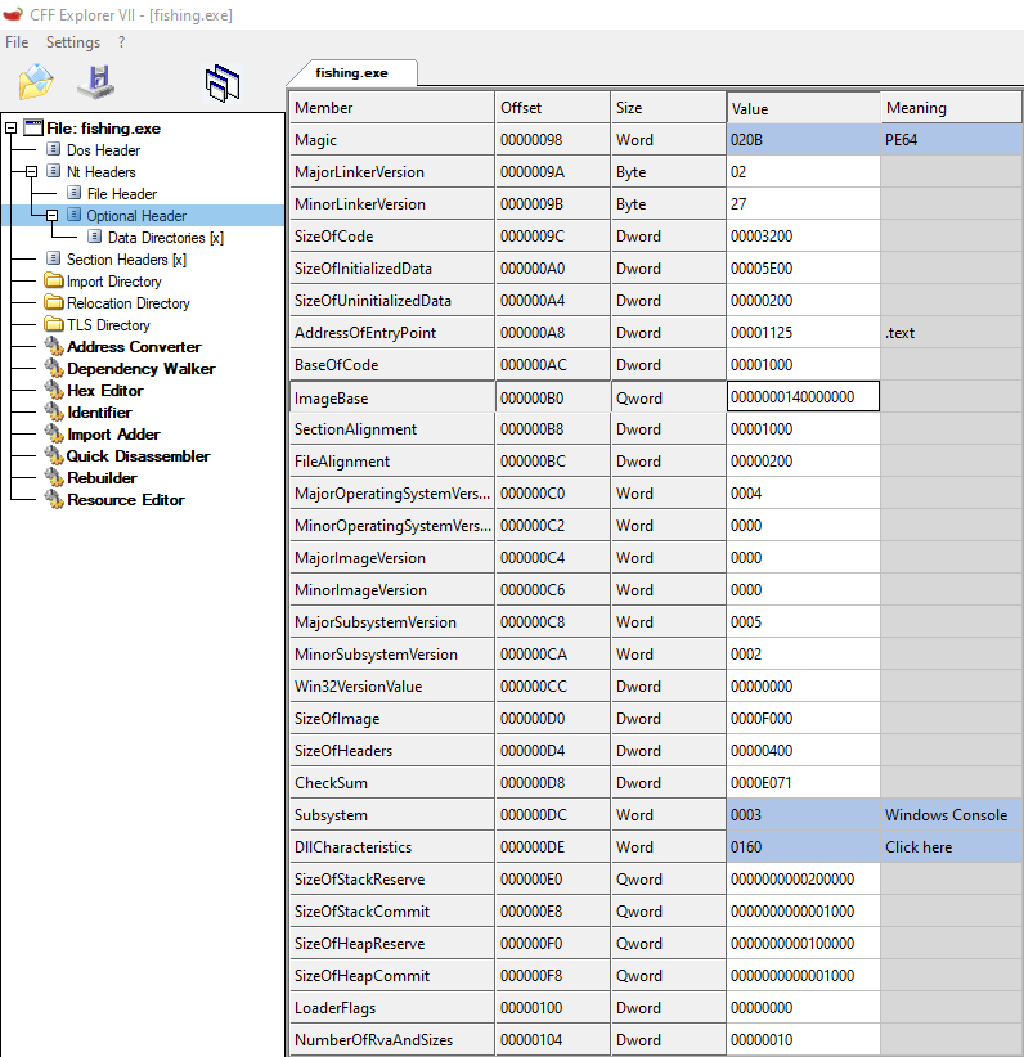 CFF Explorer VII - [fishing.exe]
File Settings ?
fishing.exe
File: fishing.exe
Dos Header
Nt Headers
File Header
Optional Header
Data Directories [x]
Section Headers [x]
Import Directory
Relocation Directory
TLS Directory
Address Converter
Dependency Walker
Hex Editor
Identifier
Import Adder
Quick Disassembler
Rebuilder
Resource Editor
Member Offset Size Value Meaning
Magic 00000098 Word 020B PE64
MajorLinkerVersion 0000009A Byte 02
MinorLinkerVersion 0000009B Byte 27
SizeOfCode 0000009C Dword 00003200
SizeOfInitializedData 000000A0 Dword 00005E00
SizeOfUninitializedData 000000A4 Dword 00000200
AddressOfEntryPoint 000000A8 Dword 00001125 .text
BaseOfCode 000000AC Dword 00001000
ImageBase 000000B0 Qword 0000000140000000
SectionAlignment 000000B8 Dword 00001000
FileAlignment 000000BC Dword 00000200
MajorOperatingSystemVers... 000000C0 Word 0004
MinorOperatingSystemVers... 000000C2 Word 0000
MajorImageVersion 000000C4 Word 0000
MinorImageVersion 000000C6 Word 0000
MajorSubsystemVersion 000000C8 Word 0005
MinorSubsystemVersion 000000CA Word 0002
Win32VersionValue 000000CC Dword 00000000
SizeOfImage 000000D0 Dword 0000F000
SizeOfHeaders 000000D4 Dword 00000400
CheckSum 000000D8 Dword 0000E071
Subsystem 000000DC Word 0003 Windows Console
DllCharacteristics 000000DE Word 0160 Click here
SizeOfStackReserve 000000E0 Qword 0000000000200000
SizeOfStackCommit 000000E8 Qword 0000000000001000
SizeOfHeapReserve 000000F0 Qword 0000000000100000
SizeOfHeapCommit 000000F8 Qword 0000000000001000
LoaderFlags 00000100 Dword 00000000
NumberOfRvaAndSizes 00000104 Dword 00000010